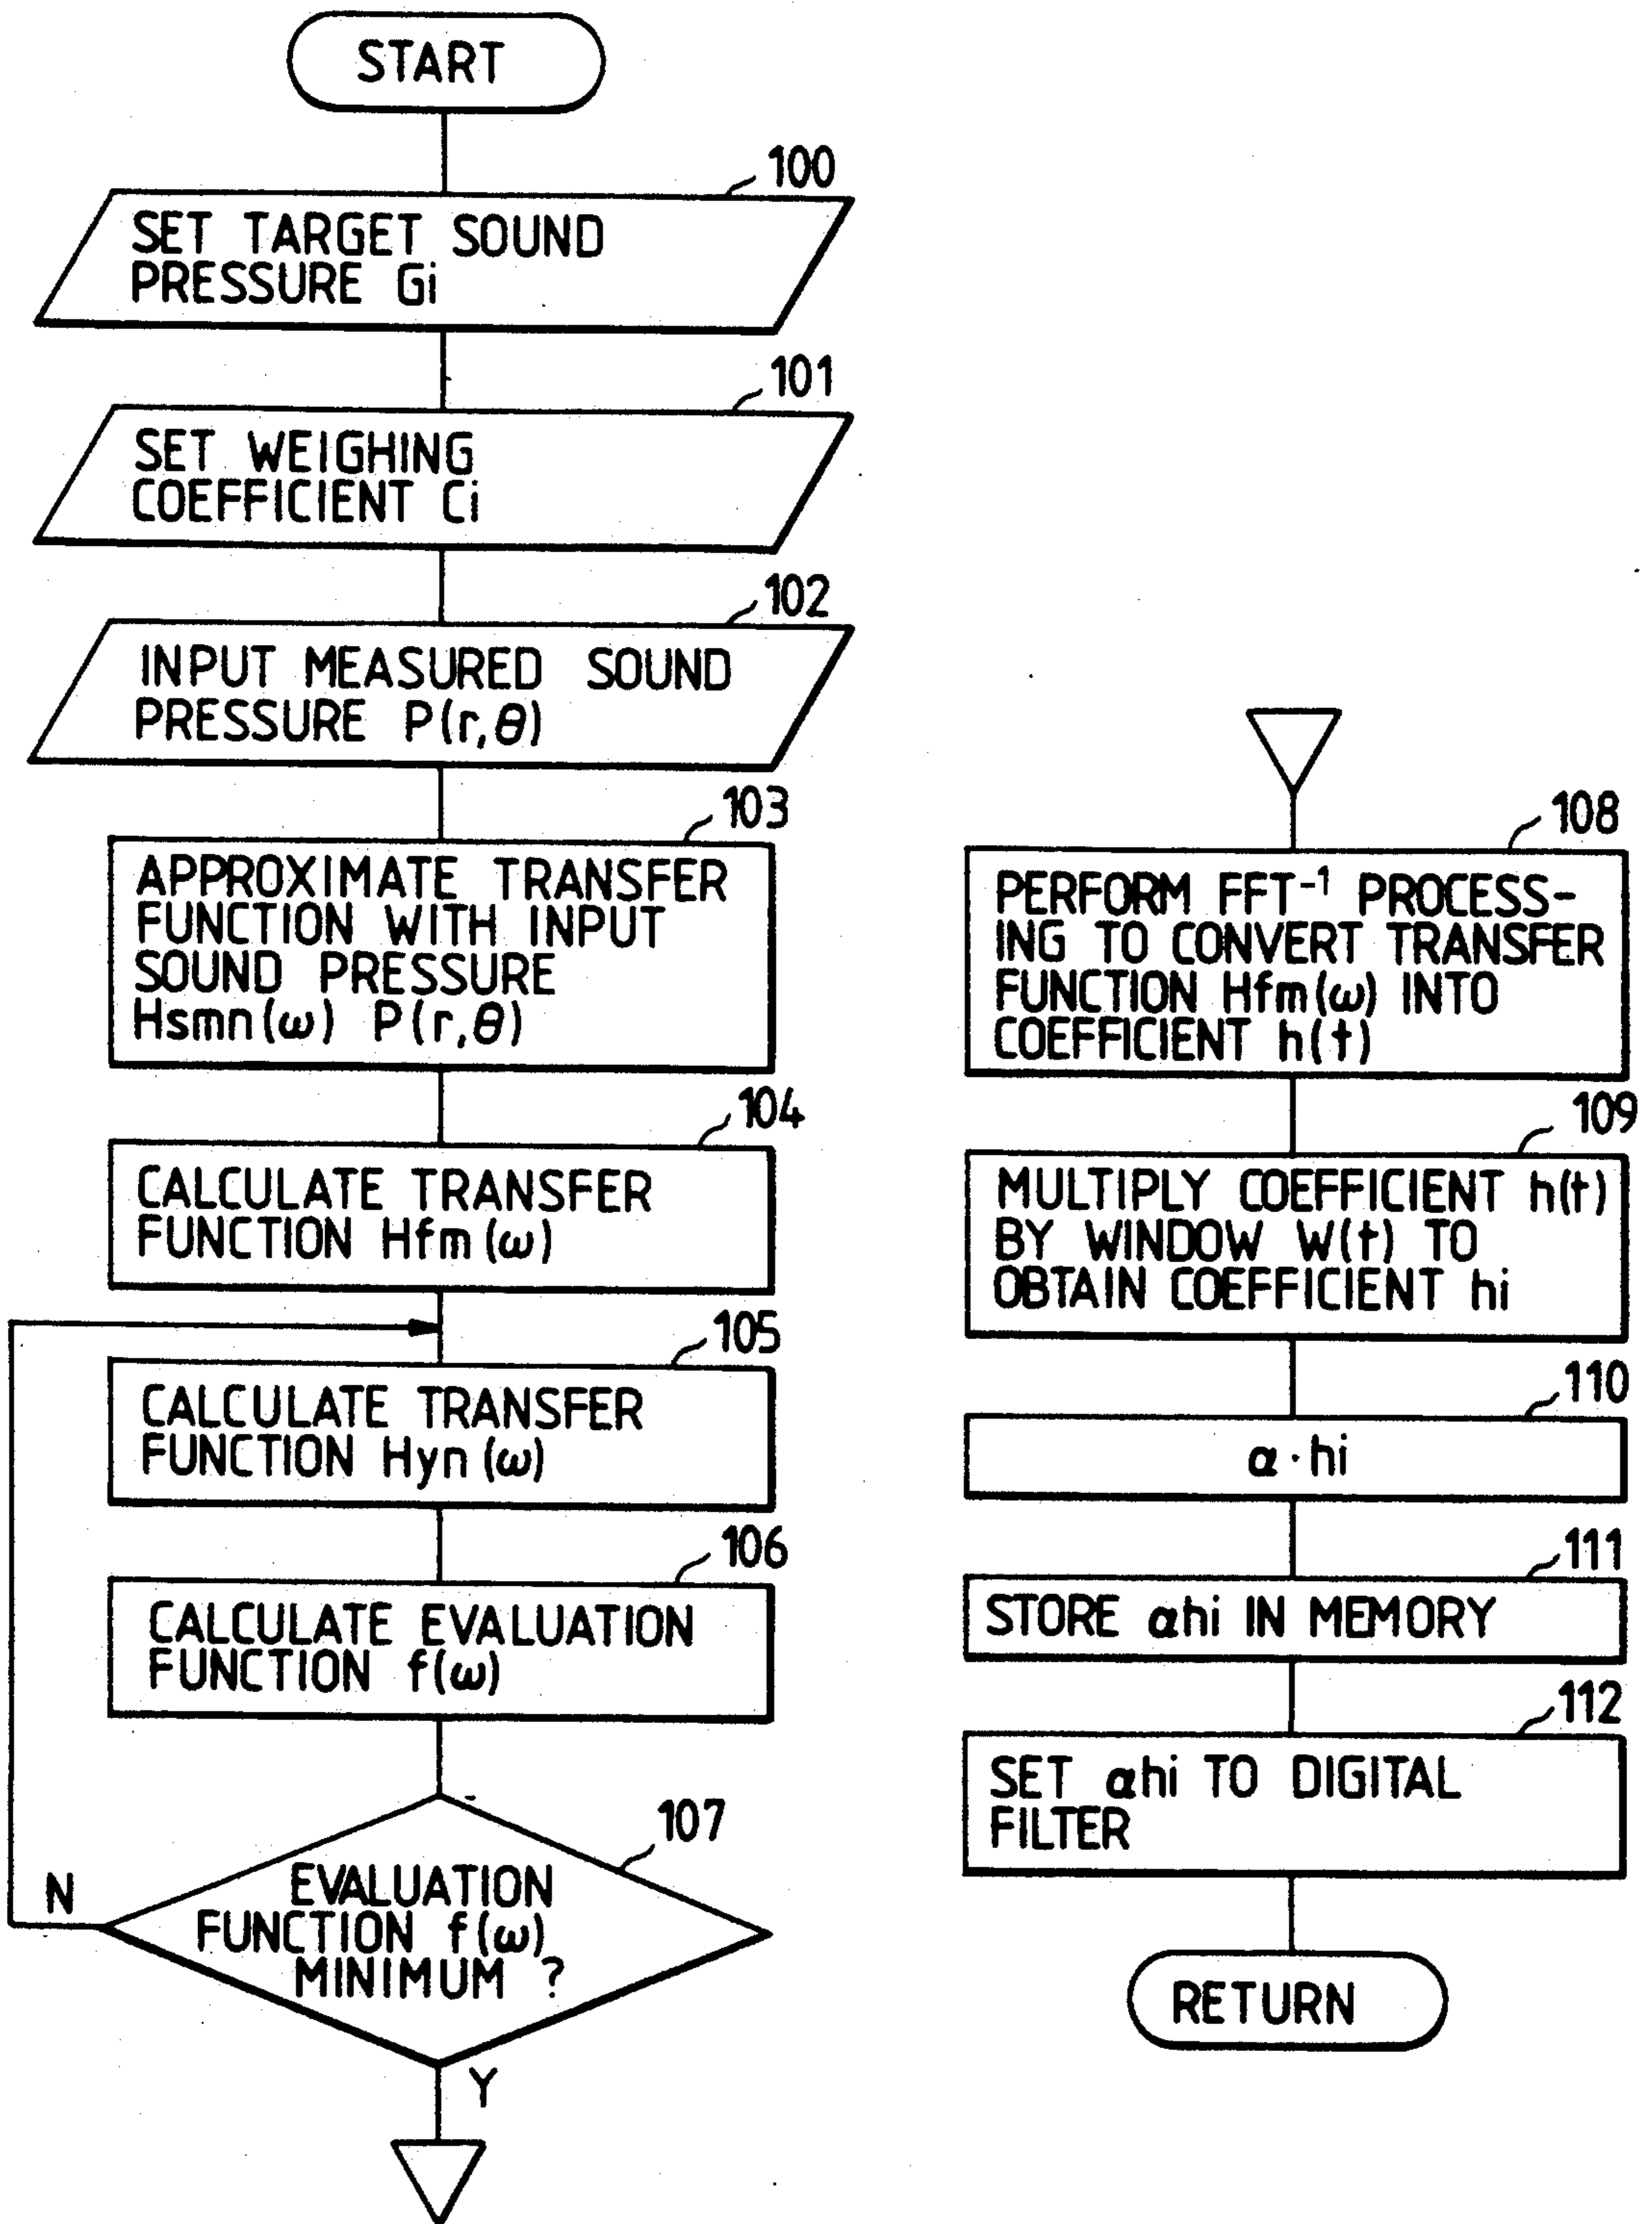 START
100
SET TARGET SOUND
PRESSURE Gi
101
SET WEIGHING
COEFFICIENT Ci
102
INPUT MEASURED SOUND
PRESSURE P(r,θ)
103
APPROXIMATE TRANSFER
FUNCTION WITH INPUT
SOUND PRESSURE
Hsmn(ω) P(r,θ)
104
CALCULATE TRANSFER
FUNCTION Hfm(ω)
105
CALCULATE TRANSFER
FUNCTION Hyn(ω)
106
CALCULATE EVALUATION
FUNCTION f(ω)
107
EVALUATION
FUNCTION f(ω)
MINIMUM ?
N
Y
108
PERFORM FFT⁻¹ PROCESS-
ING TO CONVERT TRANSFER
FUNCTION Hfm(ω) INTO
COEFFICIENT h(t)
109
MULTIPLY COEFFICIENT h(t)
BY WINDOW W(t) TO
OBTAIN COEFFICIENT hi
110
α·hi
111
STORE αhi IN MEMORY
112
SET αhi TO DIGITAL
FILTER
RETURN